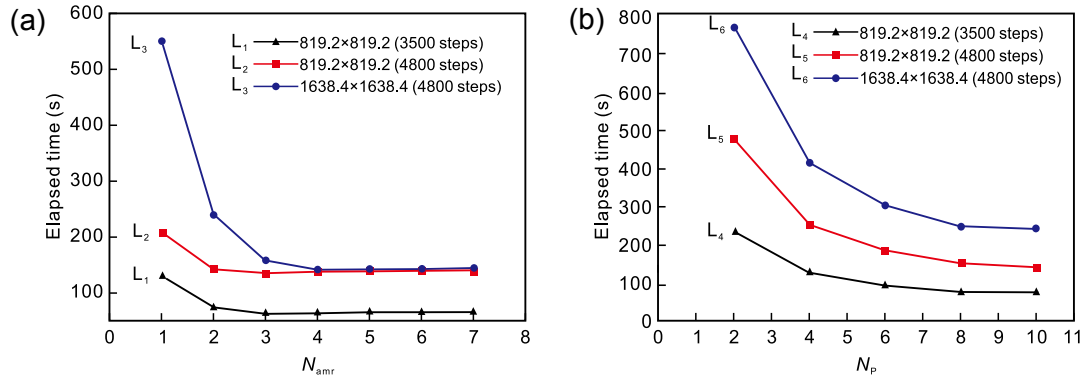 (a)
Elapsed time (s)
600
500
400
300
200
100
0 1 2 3 4 5 6 7 8
N_amr
L₁ 819.2×819.2 (3500 steps)
L₂ 819.2×819.2 (4800 steps)
L₃ 1638.4×1638.4 (4800 steps)
L₃
L₂
L₁
(b)
Elapsed time (s)
800
700
600
500
400
300
200
100
0
0 1 2 3 4 5 6 7 8 9 10 11
N_P
L₄ 819.2×819.2 (3500 steps)
L₅ 819.2×819.2 (4800 steps)
L₆ 1638.4×1638.4 (4800 steps)
L₆
L₅
L₄